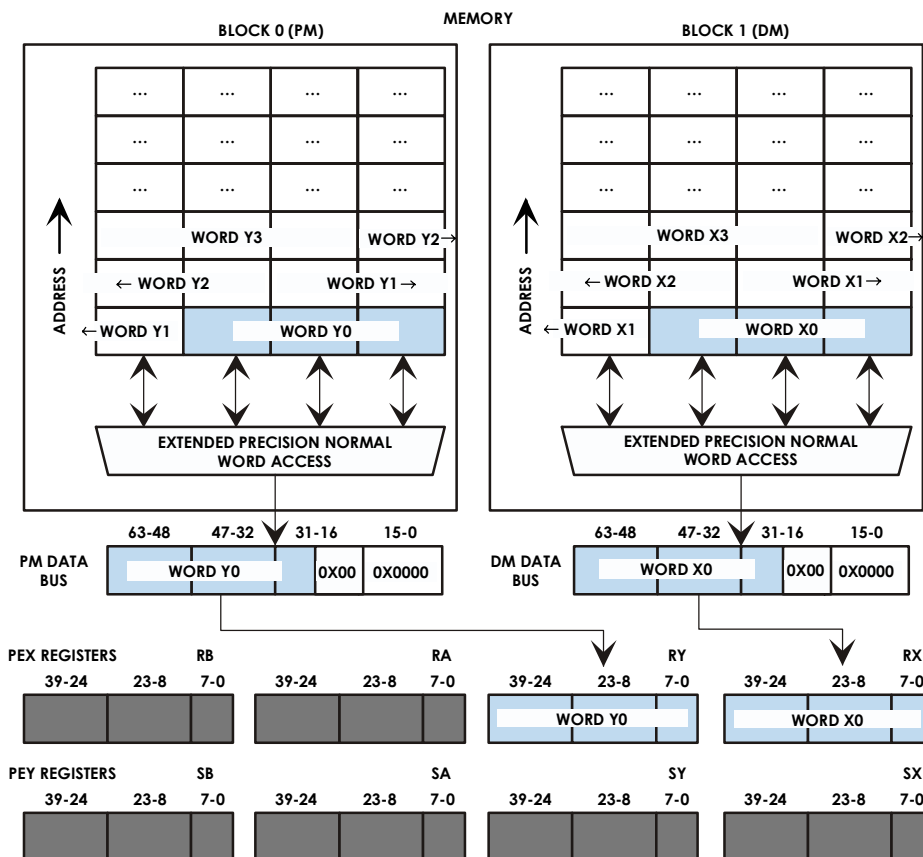 MEMORY
BLOCK 0 (PM) BLOCK 1 (DM)
... ... ... ... ... ... ... ...
... ... ... ... ... ... ... ...
... ... ... ... ... ... ... ...
WORD Y3 WORD Y2→ WORD X3 WORD X2→
←WORD Y2 WORD Y1→ ←WORD X2 WORD X1→
←WORD Y1 WORD Y0 ←WORD X1 WORD X0
ADDRESS ADDRESS
EXTENDED PRECISION NORMAL EXTENDED PRECISION NORMAL
WORD ACCESS WORD ACCESS
63-48 47-32 31-16 15-0 63-48 47-32 31-16 15-0
PM DATA BUS WORD Y0 0X00 0X0000 DM DATA BUS WORD X0 0X00 0X0000
PEX REGISTERS RB RA RY RX
39-24 23-8 7-0 39-24 23-8 7-0 39-24 23-8 7-0 39-24 23-8 7-0
WORD Y0 WORD X0
PEY REGISTERS SB SA SY SX
39-24 23-8 7-0 39-24 23-8 7-0 39-24 23-8 7-0 39-24 23-8 7-0